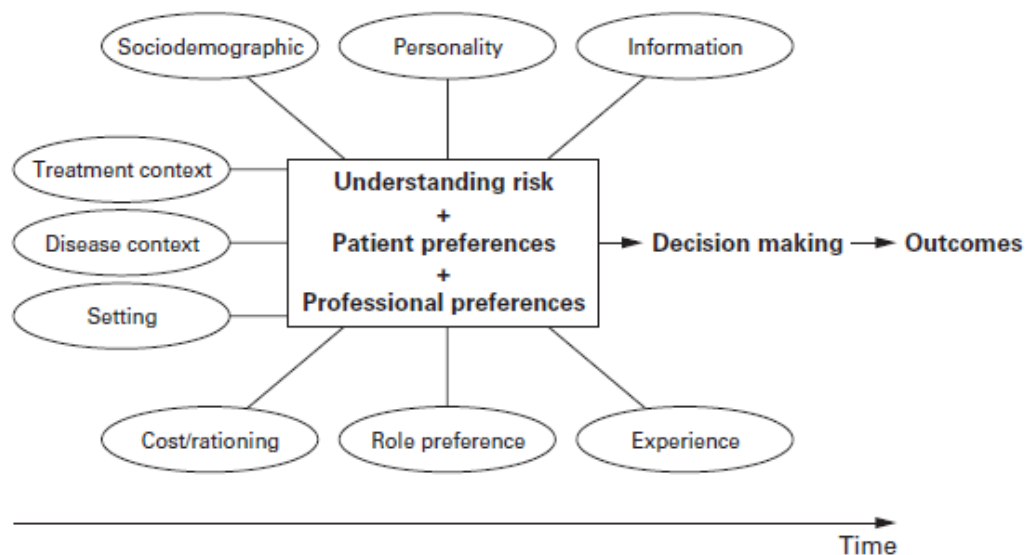 Sociodemographic
Personality
Information
Treatment context
Disease context
Setting
Understanding risk
+
Patient preferences
+
Professional preferences
Decision making
Outcomes
Cost/rationing
Role preference
Experience
Time